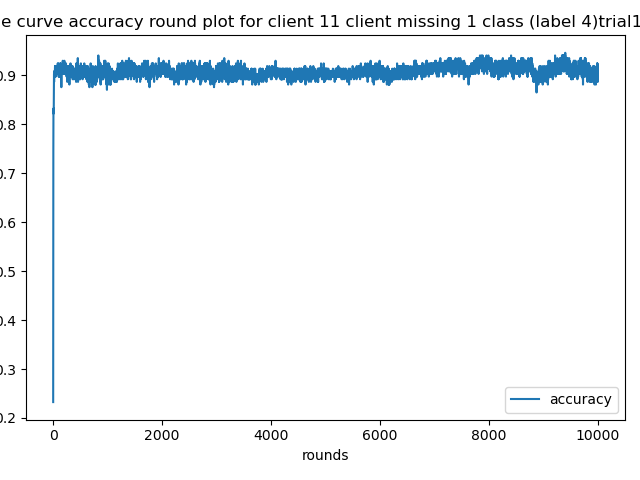 e curve accuracy round plot for client 11 client missing 1 class (label 4)trial1
0.9
0.8
0.7
0.6
0.5
0.4
0.3
0.2
accuracy
0 2000 4000 6000 8000 10000
rounds